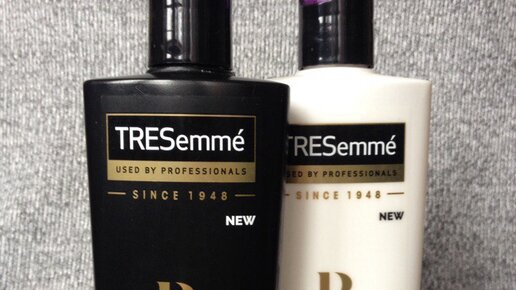 TRESemmé
USED BY PROFESSIONALS
SINCE 1948
NEW
TRESemmé
USED BY PROFESSIONALS
SINCE 1948
NEW